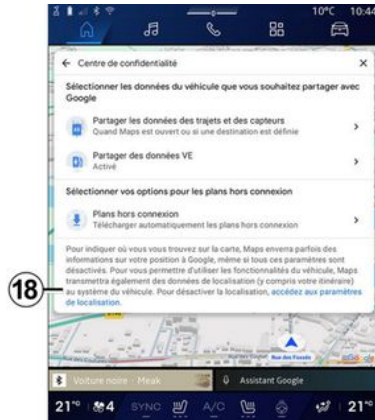 10°C 10:44
Centre de confidentialité
Sélectionner les données du véhicule que vous souhaitez partager avec
Google
Partager les données des trajets et des capteurs
Quand Maps est ouvert ou si une destination est définie
Partager des données VE
Activé
Sélectionner vos options pour les plans hors connexion
Plans hors connexion
Télécharger automatiquement les plans hors connexion
Pour indiquer où vous vous trouvez sur la carte, Maps enverra parfois des
informations sur votre position à Google, même si tous ces paramètres sont
désactivés. Pour vous permettre d'utiliser les fonctionnalités du véhicule, Maps
transmettra également des données de localisation (y compris votre itinéraire)
au système du véhicule. Pour désactiver la localisation, accédez aux paramètres
de localisation.
18
Rue des Fossés
Voiture noire - Meak
Assistant Google
21° 4 SYNC A/C 21°